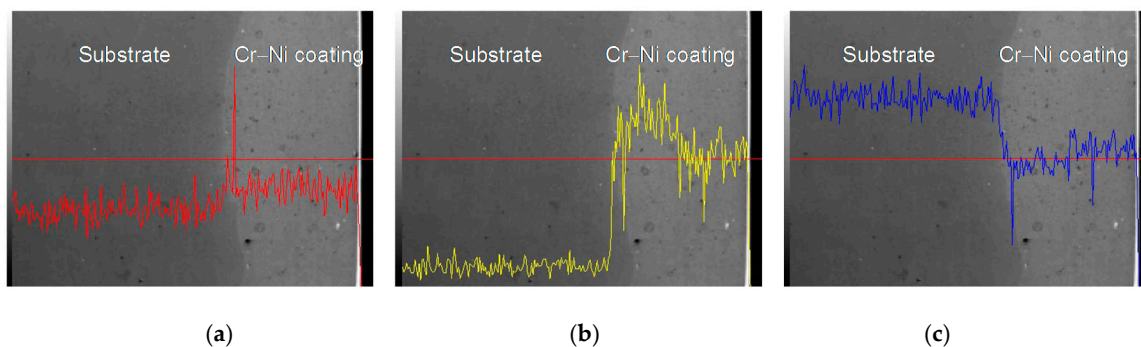 Substrate Cr–Ni coating
Substrate Cr–Ni coating
Substrate Cr–Ni coating
(a)
(b)
(c)